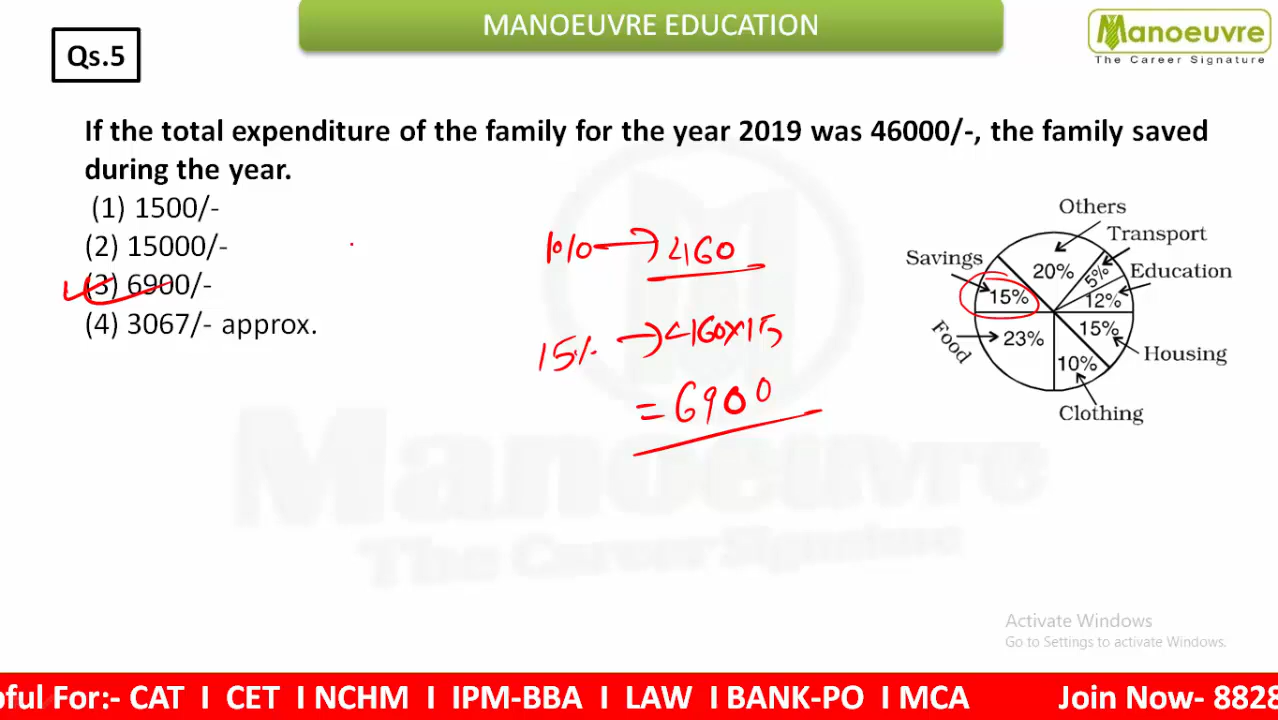 MANOEUVRE EDUCATION
Manoeuvre
The Career Signature
Qs.5
If the total expenditure of the family for the year 2019 was 46000/-, the family saved
during the year.
(1) 1500/-
(2) 15000/-
(3) 6900/-
(4) 3067/- approx.
1% → 460
15% → 460×15
= 6900
Others
Transport
Savings
Education
20%
5%
15%
12%
Food
23%
15%
Housing
10%
Clothing
Manoeuvre
The Career Signature
Activate Windows
Go to Settings to activate Windows.
For:- CAT I CET I NCHM I IPM-BBA I LAW I BANK-PO I MCA Join Now- 8828